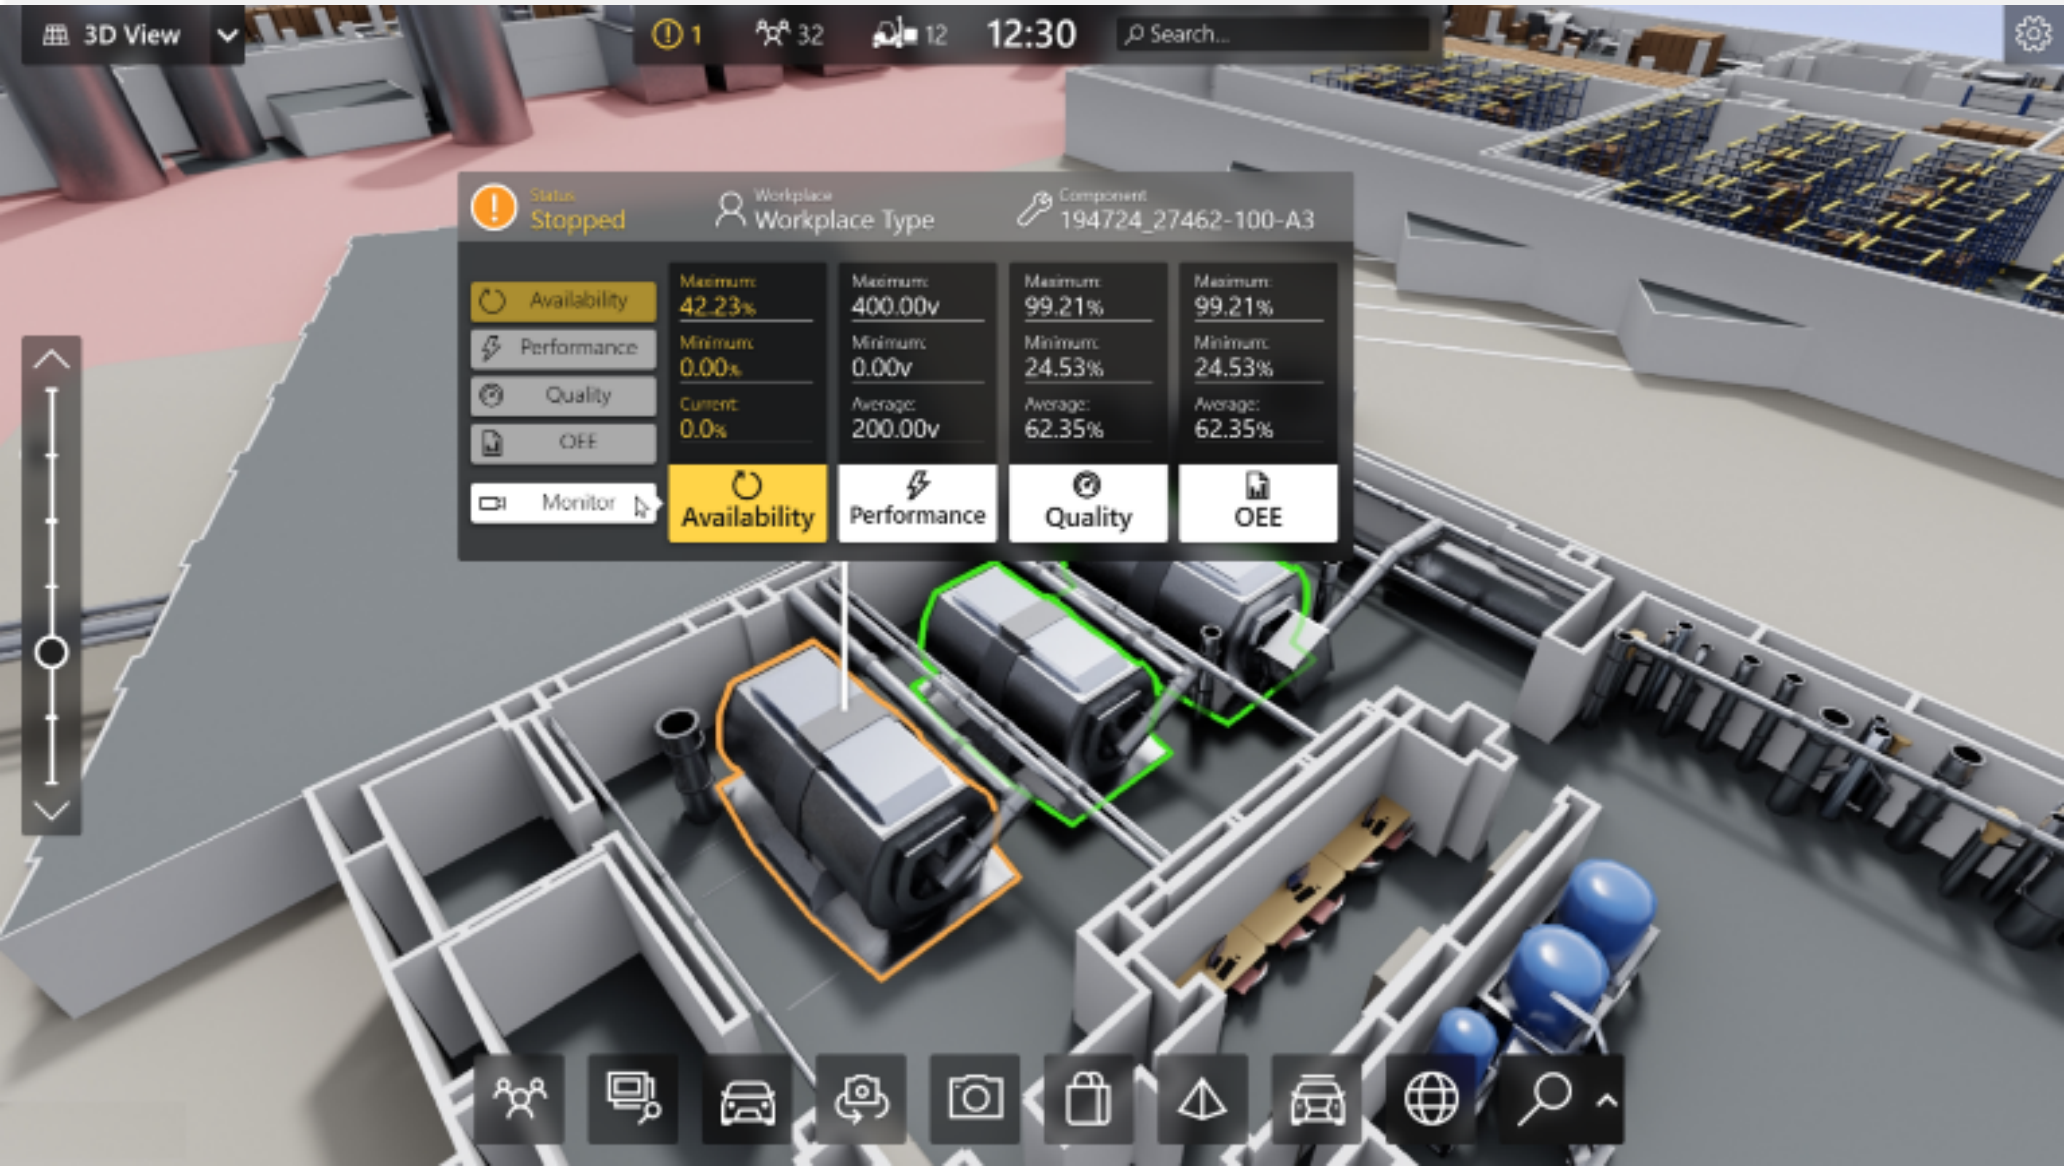 3D View
1
32
12
12:30
Search...
Status
Stopped
Workplace
Workplace Type
Component
194724_27462-100-A3
Availability
Performance
Quality
OEE
Monitor
Maximum:
42.23%
Minimum:
0.00%
Current:
0.0%
Availability
Maximum:
400.00v
Minimum:
0.00v
Average:
200.00v
Performance
Maximum:
99.21%
Minimum:
24.53%
Average:
62.35%
Quality
Maximum:
99.21%
Minimum:
24.53%
Average:
62.35%
OEE